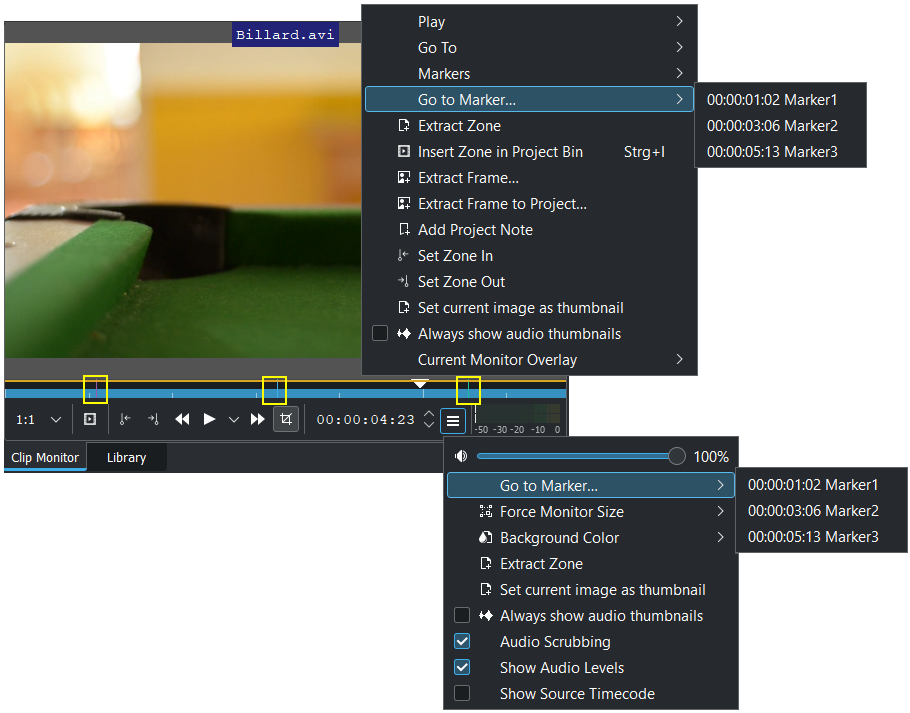 Billard.avi
Play
Go To
Markers
Go to Marker...
00:00:01:02 Marker1
00:00:03:06 Marker2
00:00:05:13 Marker3
Extract Zone
Insert Zone in Project Bin Strg+I
Extract Frame...
Extract Frame to Project...
Add Project Note
Set Zone In
Set Zone Out
Set current image as thumbnail
Always show audio thumbnails
Current Monitor Overlay
1:1
00:00:04:23
-50 -30 -20 -10 0
Clip Monitor Library
100%
Go to Marker...
00:00:01:02 Marker1
00:00:03:06 Marker2
00:00:05:13 Marker3
Force Monitor Size
Background Color
Extract Zone
Set current image as thumbnail
Always show audio thumbnails
Audio Scrubbing
Show Audio Levels
Show Source Timecode